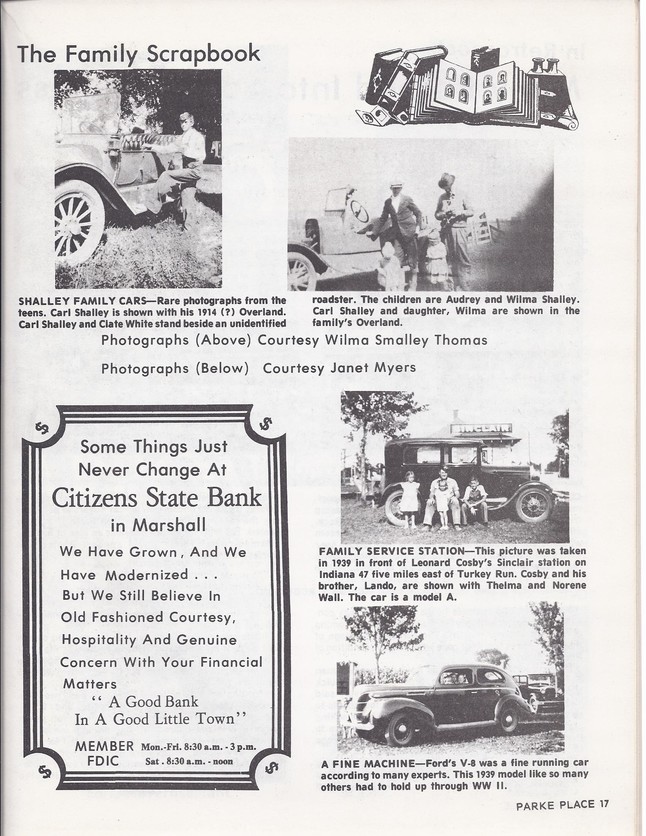 The Family Scrapbook
SHALLEY FAMILY CARS—Rare photographs from the
teens. Carl Shalley is shown with his 1914 (?) Overland.
Carl Shalley and Clate White stand beside an unidentified
roadster. The children are Audrey and Wilma Shalley.
Carl Shalley and daughter, Wilma are shown in the
family's Overland.
Photographs (Above) Courtesy Wilma Smalley Thomas
Photographs (Below) Courtesy Janet Myers
$
$
Some Things Just
Never Change At
Citizens State Bank
in Marshall
We Have Grown, And We
Have Modernized . . .
But We Still Believe In
Old Fashioned Courtesy,
Hospitality And Genuine
Concern With Your Financial
Matters
“ A Good Bank
In A Good Little Town”
MEMBER Mon.-Fri. 8:30 a.m. - 3 p.m.
FDIC Sat. 8:30 a.m. - noon
$
$
SINCLAIR
FAMILY SERVICE STATION—This picture was taken
in 1939 in front of Leonard Cosby's Sinclair station on
Indiana 47 five miles east of Turkey Run. Cosby and his
brother, Lando, are shown with Thelma and Norene
Wall. The car is a model A.
A FINE MACHINE—Ford's V-8 was a fine running car
according to many experts. This 1939 model like so many
others had to hold up through WW II.
PARKE PLACE 17